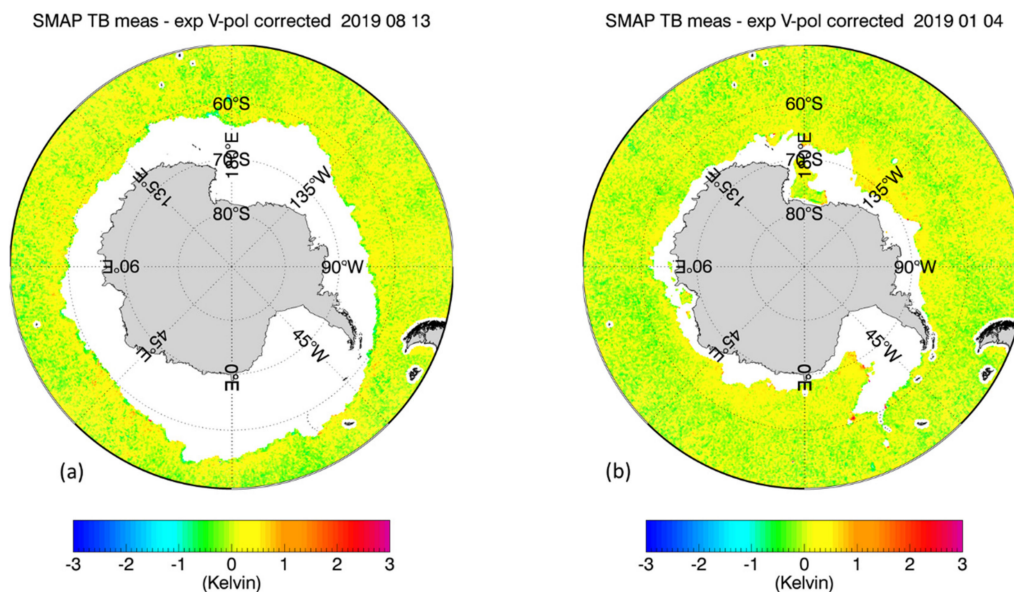 SMAP TB meas - exp V-pol corrected 2019 08 13
60°S
180°E
70°S
135°E
135°W
80°S
90°E
90°W
45°E
45°W
0°E
(a)
-3 -2 -1 0 1 2 3
(Kelvin)
SMAP TB meas - exp V-pol corrected 2019 01 04
60°S
180°E
70°S
135°E
135°W
80°S
90°E
90°W
45°E
45°W
0°E
(b)
-3 -2 -1 0 1 2 3
(Kelvin)